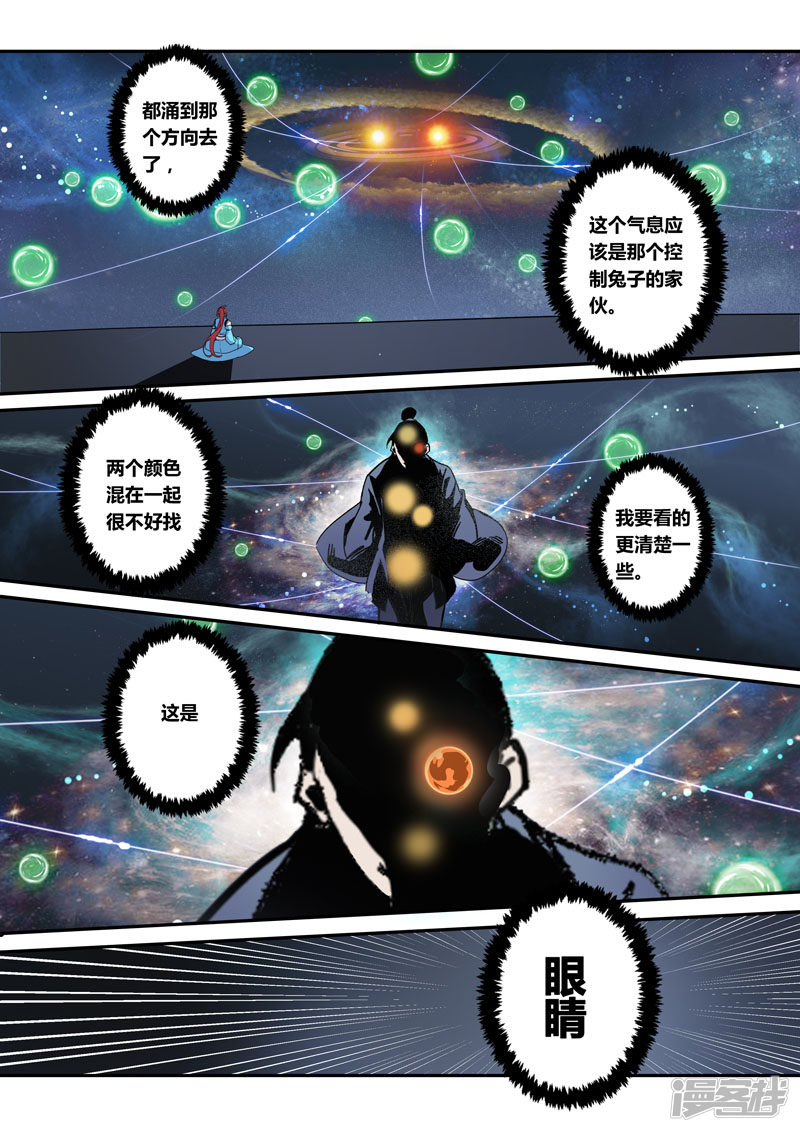 都涌到那
个方向去
了，
这个气息应
该是那个控
制兔子的家
伙。
两个颜色
混在一起
很不好找
我要看的
更清楚一
些。
这是
眼
睛
漫客栈